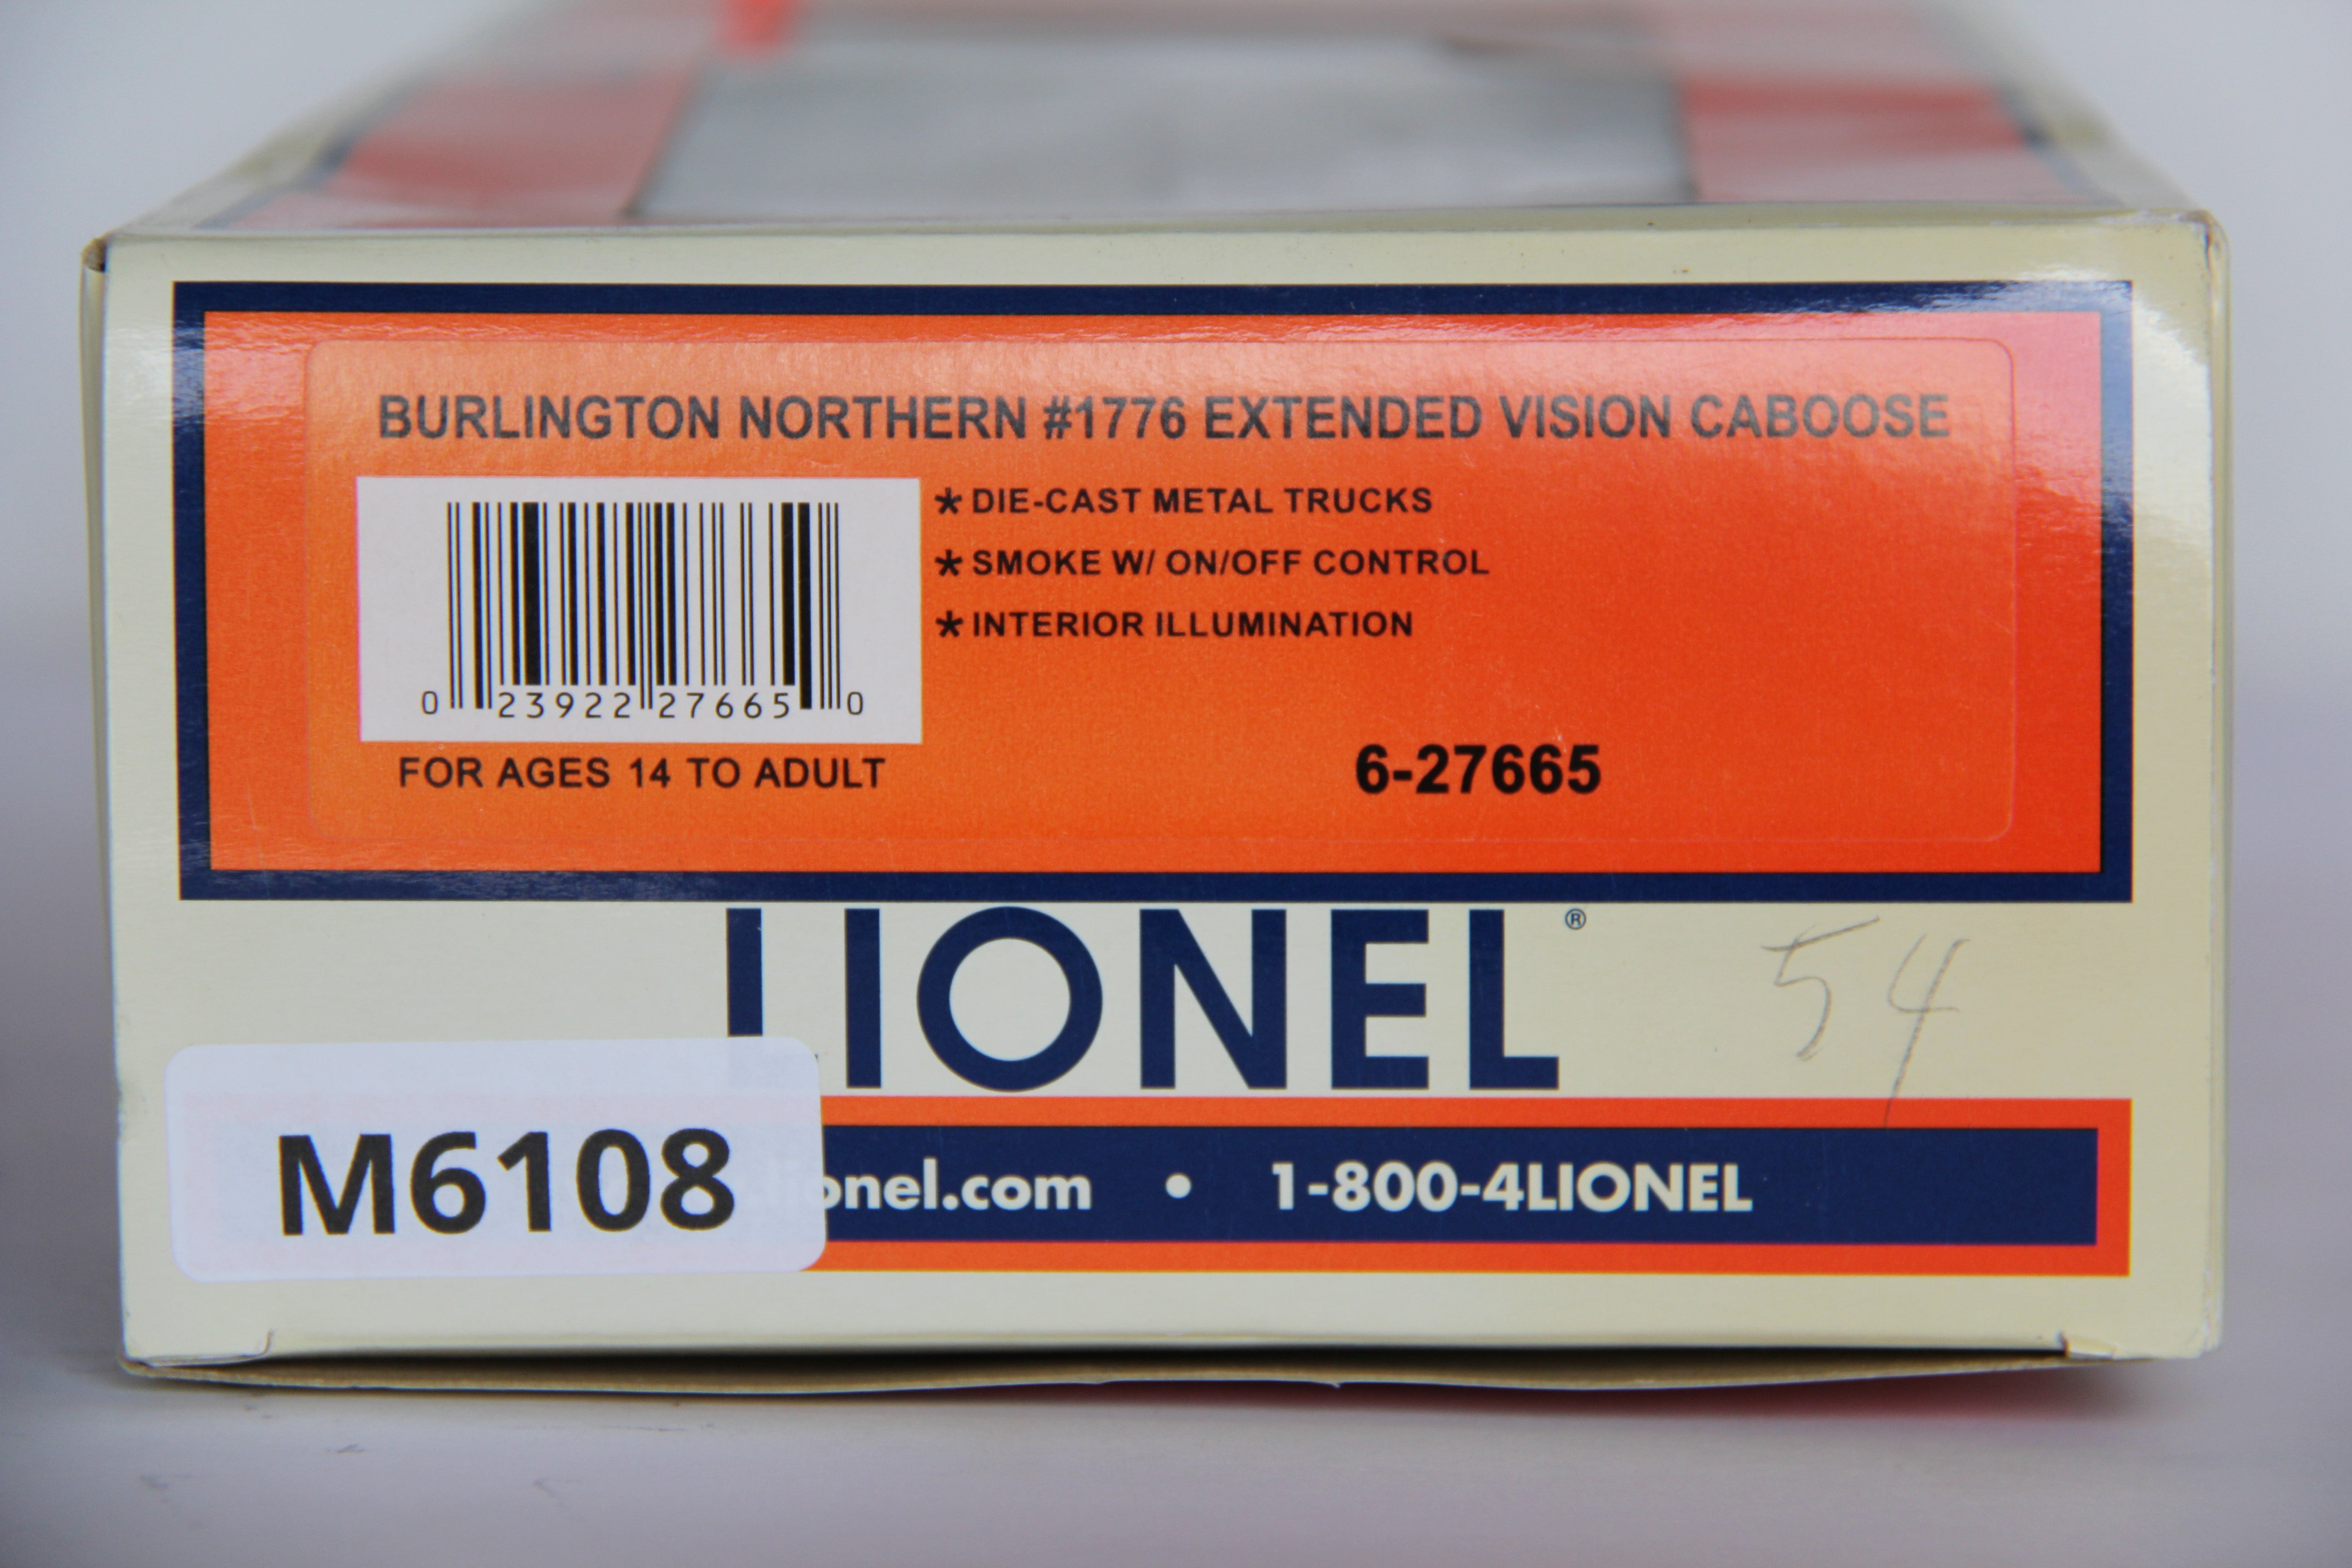 BURLINGTON NORTHERN #1776 EXTENDED VISION CABOOSE
* DIE-CAST METAL TRUCKS
* SMOKE W/ ON/OFF CONTROL
* INTERIOR ILLUMINATION
0 23922 27665 0
FOR AGES 14 TO ADULT
6-27665
LIONEL®
54
M6108
onel.com • 1-800-4LIONEL